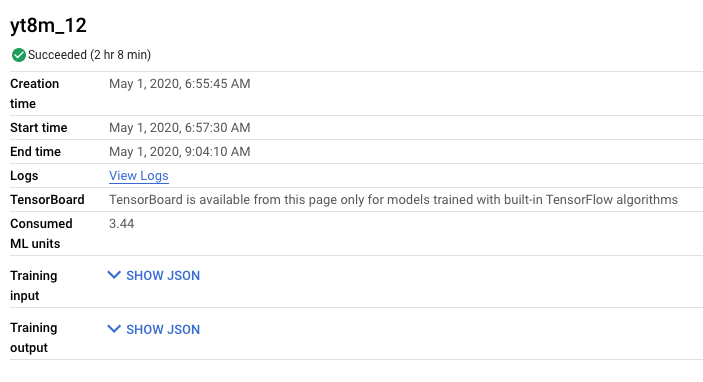 yt8m_12
Succeeded (2 hr 8 min)
Creation time May 1, 2020, 6:55:45 AM
Start time May 1, 2020, 6:57:30 AM
End time May 1, 2020, 9:04:10 AM
Logs View Logs
TensorBoard TensorBoard is available from this page only for models trained with built-in TensorFlow algorithms
Consumed ML units 3.44
Training input SHOW JSON
Training output SHOW JSON